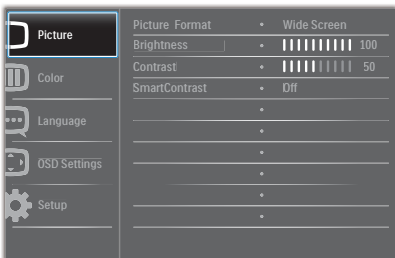 Picture
Color
Language
OSD Settings
Setup
Picture Format • Wide Screen
Brightness • 100
Contrast • 50
SmartContrast • Off
•
•
•
•
•
•